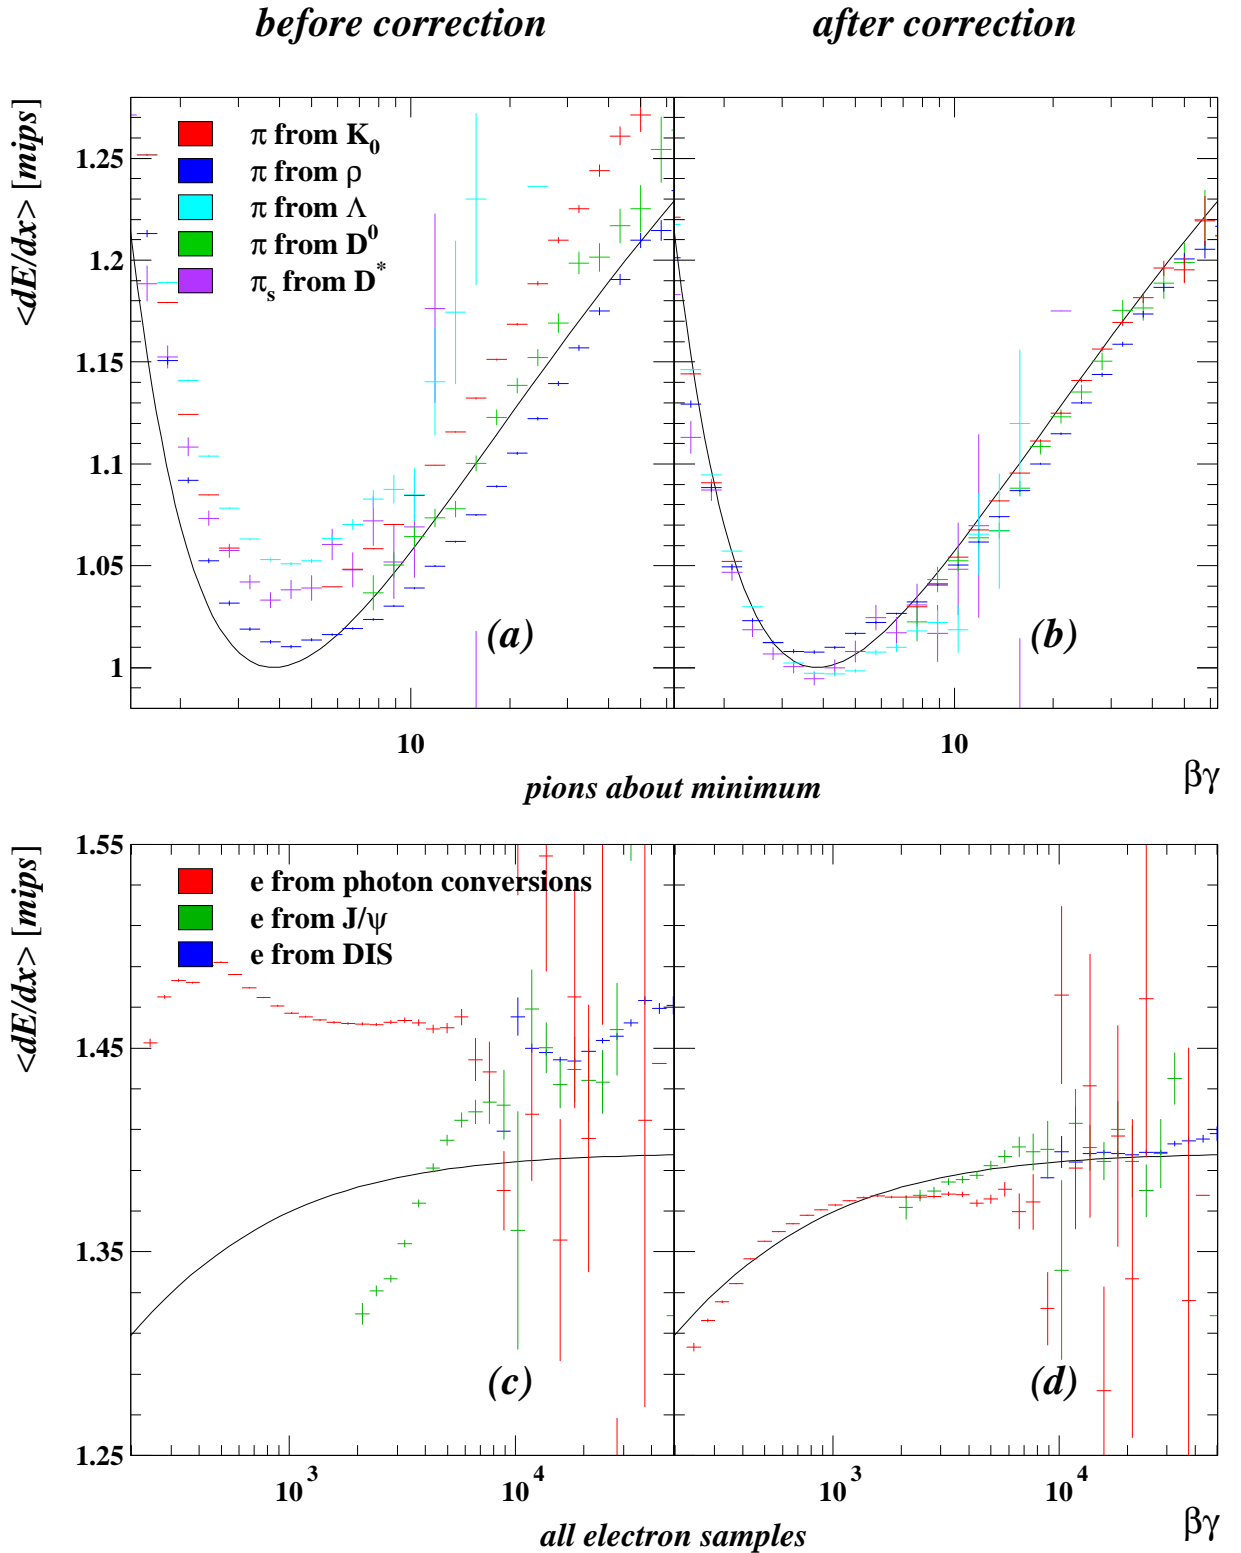 before correction after correction
<dE/dx> [mips]
1.25
1.2
1.15
1.1
1.05
1
π from K0
π from ρ
π from Λ
π from D0
πs from D*
(a) (b)
10 10
pions about minimum βγ
<dE/dx> [mips]
1.55
1.45
1.35
1.25
e from photon conversions
e from J/ψ
e from DIS
(c) (d)
10 3 10 4 10 3 10 4
all electron samples βγ